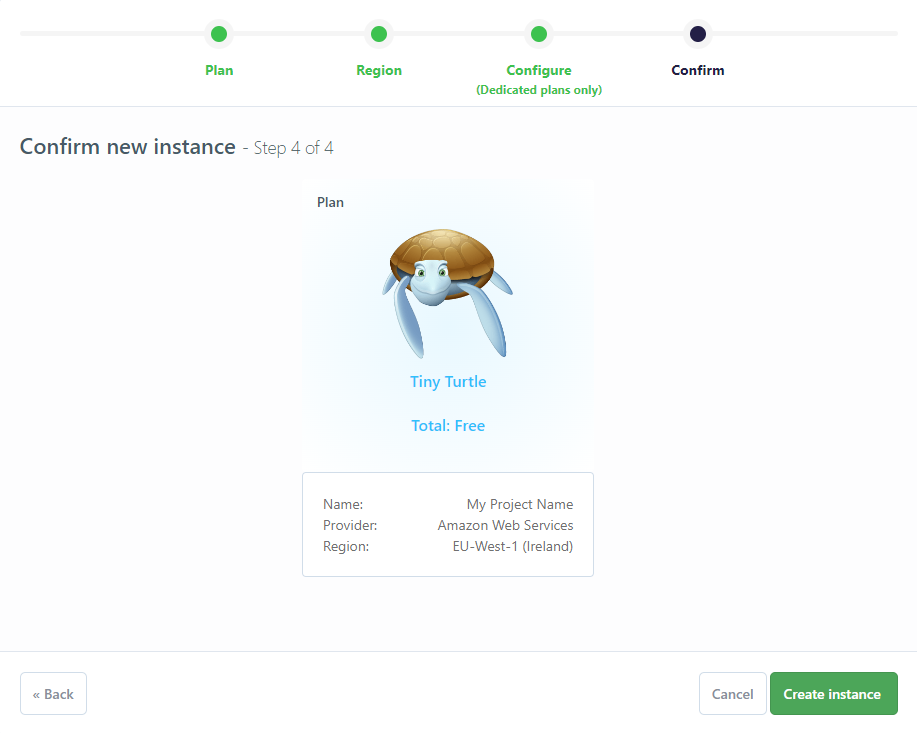 Plan
Region
Configure
Confirm
(Dedicated plans only)
Confirm new instance - Step 4 of 4
Plan
Tiny Turtle
Total: Free
Name: My Project Name
Provider: Amazon Web Services
Region: EU-West-1 (Ireland)
« Back
Cancel
Create instance